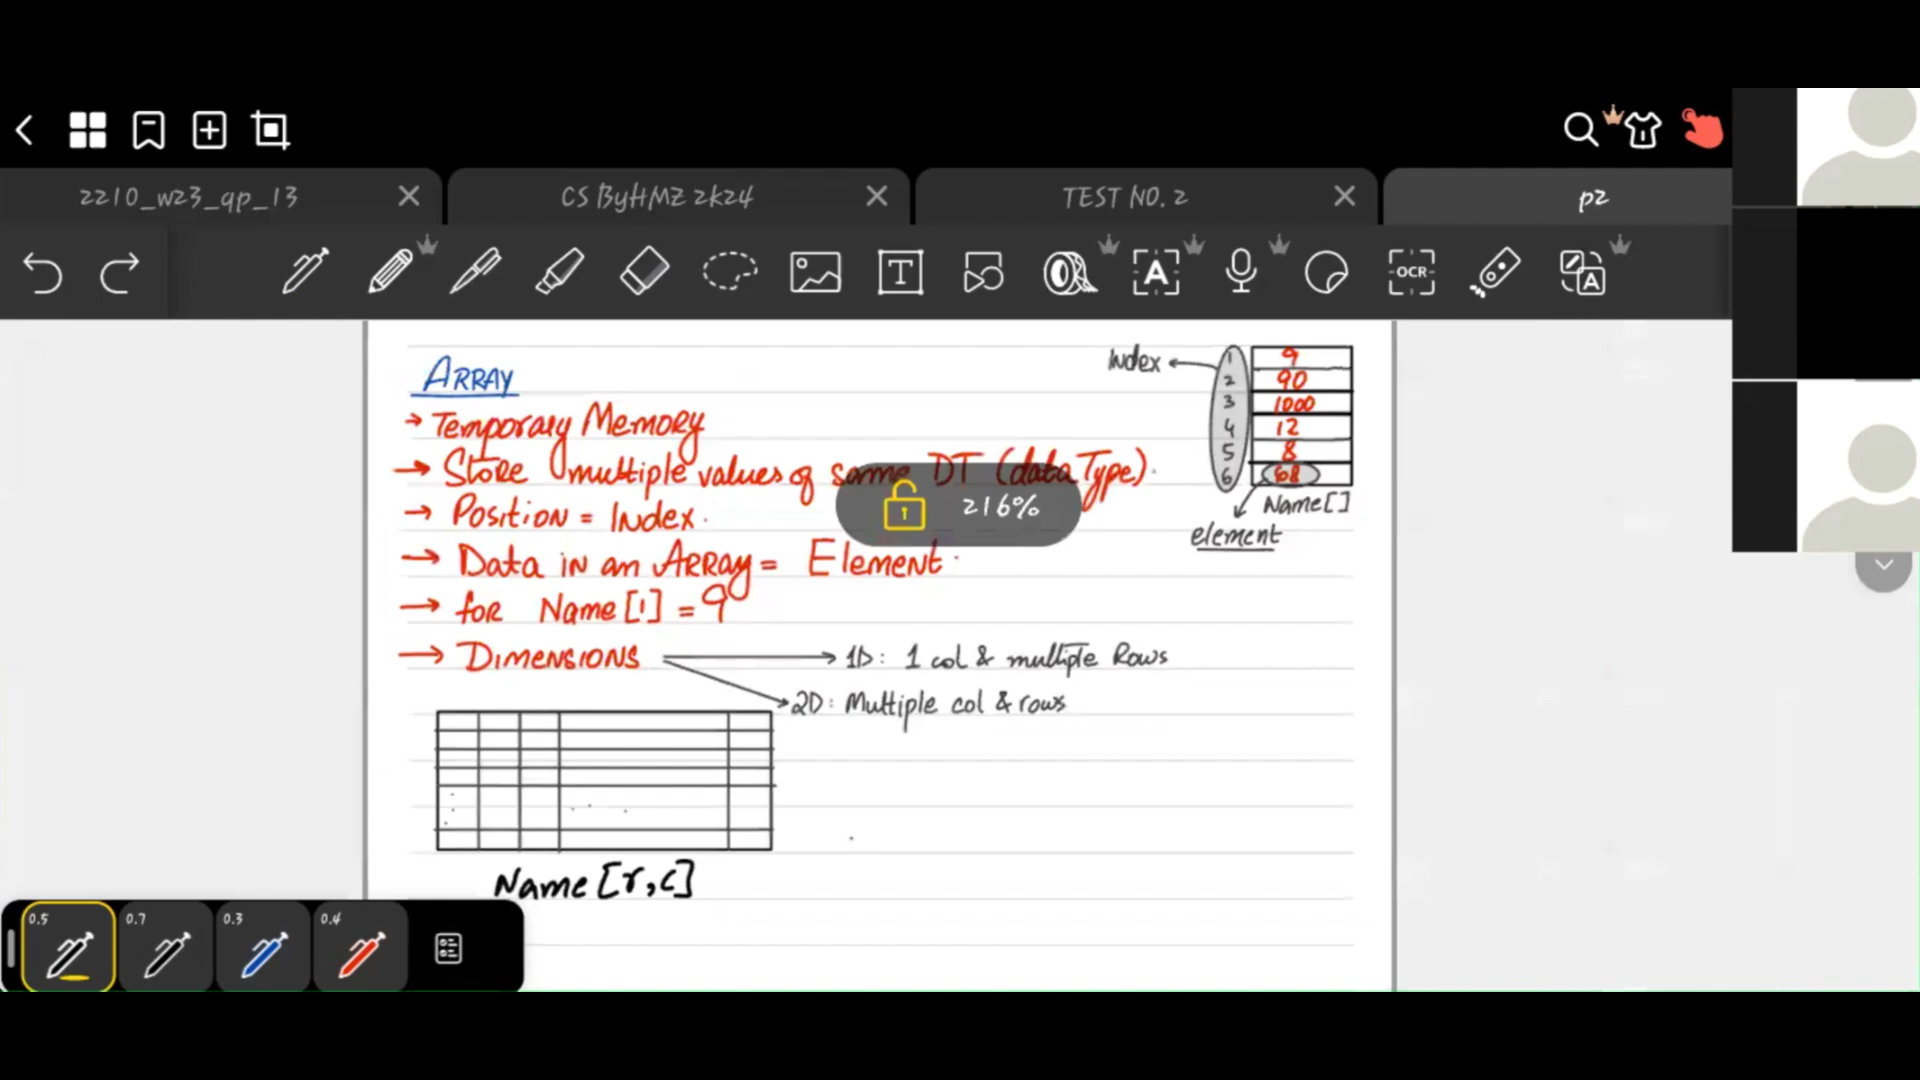 2210_w23_qp_13
CS ByHMZ 2k24
TEST NO. 2
p2
T
A
OCR
A
ARRAY
→ Temporary Memory
→ Store multiple values of same DT (data Type).
→ Position = Index.
→ Data in an ARRAY = Element.
→ for Name [1] = 9
→ DIMENSIONS
→ 1D: 1 col & multiple Rows
→ 2D: Multiple col & rows
Name [r,c]
216%
Index
1 9
2 90
3 1000
4 12
5 8
6 68
Name[]
element
0.5
0.7
0.3
0.4